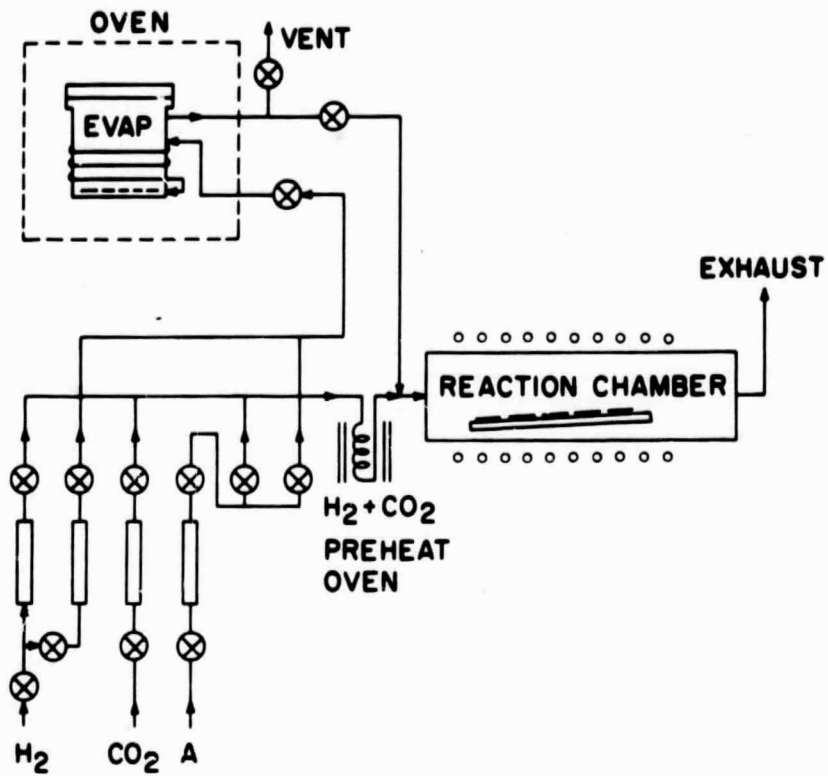 OVEN
VENT
EVAP
EXHAUST
REACTION CHAMBER
H₂+CO₂
PREHEAT
OVEN
H₂ CO₂ A